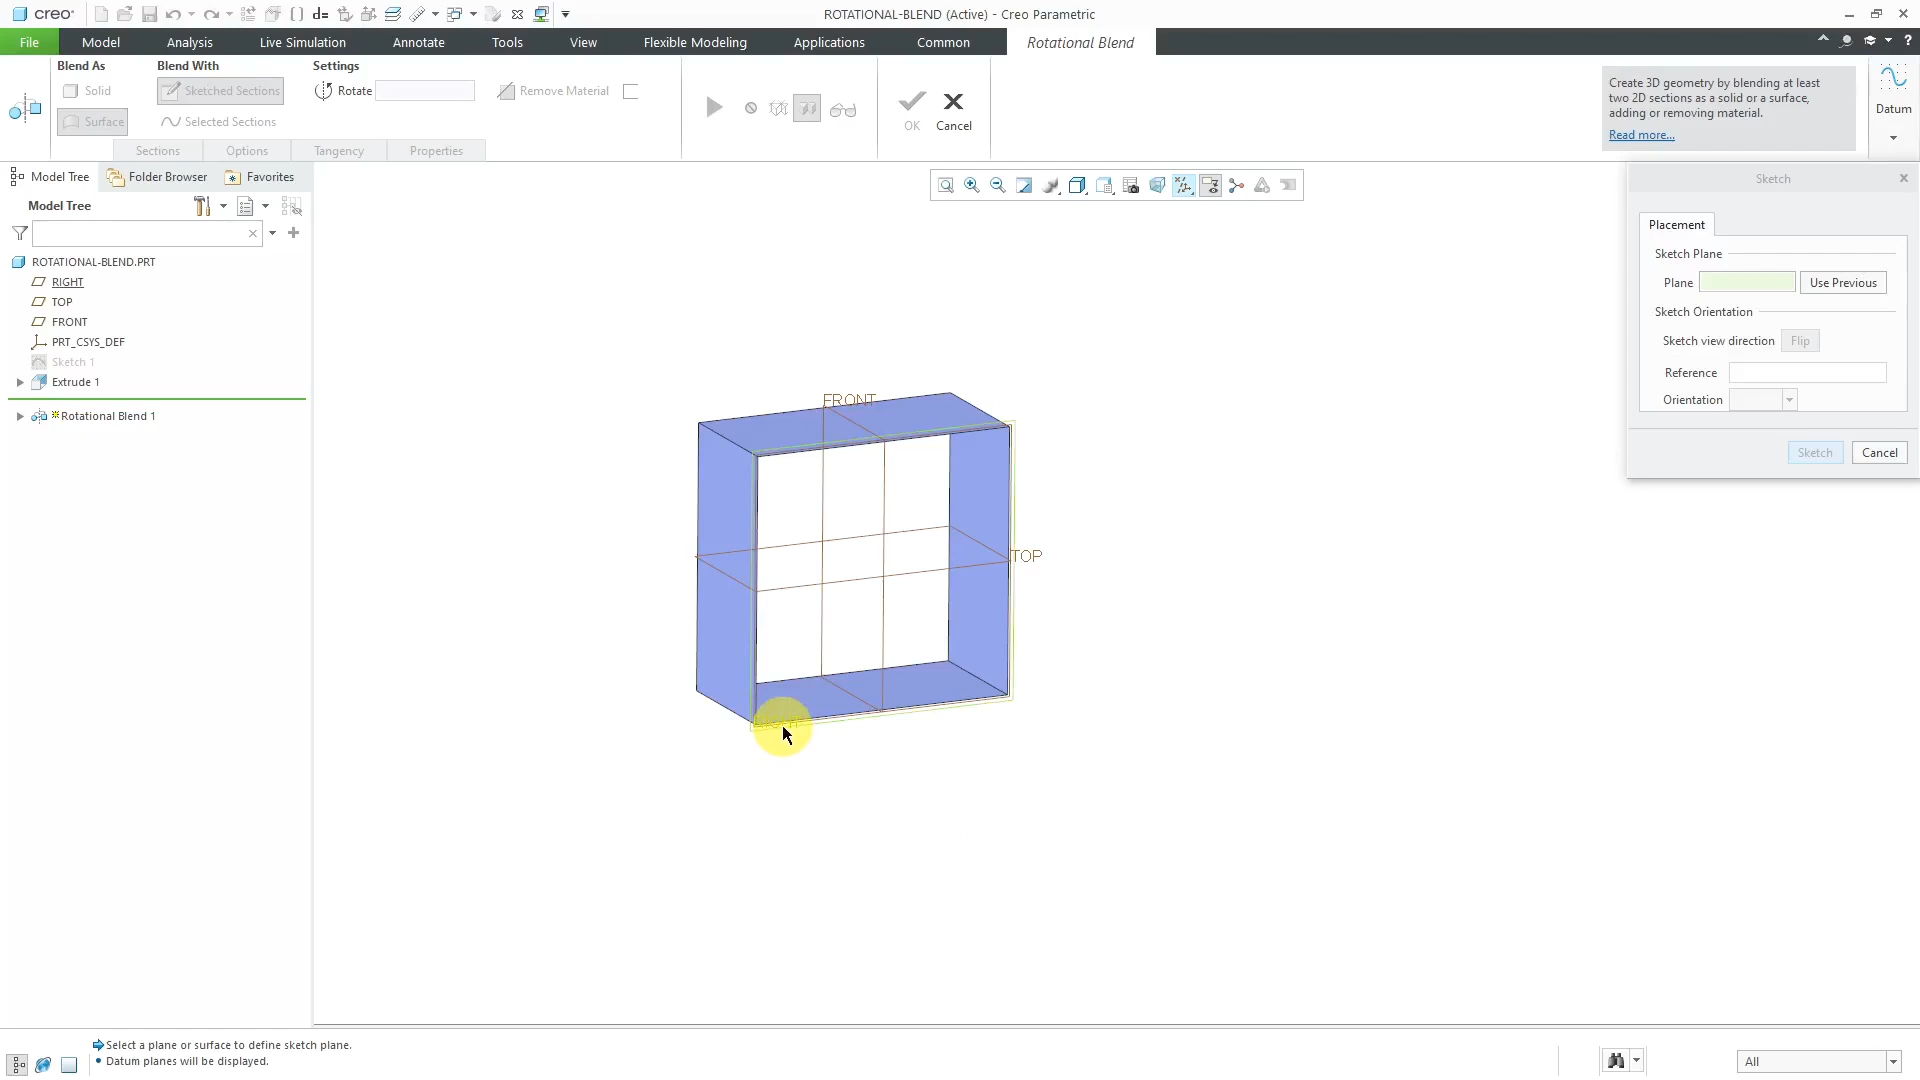 creo
ROTATIONAL-BLEND (Active) - Creo Parametric
File Model Analysis Live Simulation Annotate Tools View Flexible Modeling Applications Common Rotational Blend
Blend As
Solid
Surface
Blend With
Sketched Sections
Selected Sections
Settings
Rotate
Remove Material
OK
Cancel
Sections Options Tangency Properties
Create 3D geometry by blending at least
two 2D sections as a solid or a surface,
adding or removing material.
Read more...
Datum
Model Tree Folder Browser Favorites
Model Tree
ROTATIONAL-BLEND.PRT
RIGHT
TOP
FRONT
PRT_CSYS_DEF
Sketch 1
Extrude 1
Rotational Blend 1
FRONT
TOP
Sketch
Placement
Sketch Plane
Plane
Use Previous
Sketch Orientation
Sketch view direction Flip
Reference
Orientation
Sketch Cancel
Select a plane or surface to define sketch plane.
Datum planes will be displayed.
All